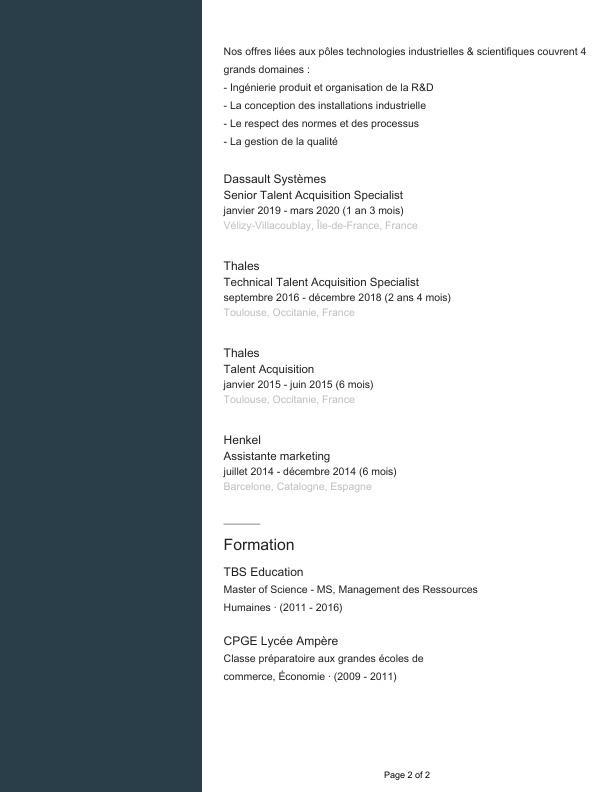 Nos offres liées aux pôles technologies industrielles & scientifiques couvrent 4
grands domaines :
- Ingénierie produit et organisation de la R&D
- La conception des installations industrielle
- Le respect des normes et des processus
- La gestion de la qualité
Dassault Systèmes
Senior Talent Acquisition Specialist
janvier 2019 - mars 2020 (1 an 3 mois)
Vélizy-Villacoublay, Île-de-France, France
Thales
Technical Talent Acquisition Specialist
septembre 2016 - décembre 2018 (2 ans 4 mois)
Toulouse, Occitanie, France
Thales
Talent Acquisition
janvier 2015 - juin 2015 (6 mois)
Toulouse, Occitanie, France
Henkel
Assistante marketing
juillet 2014 - décembre 2014 (6 mois)
Barcelone, Catalogne, Espagne
Formation
TBS Education
Master of Science - MS, Management des Ressources
Humaines · (2011 - 2016)
CPGE Lycée Ampère
Classe préparatoire aux grandes écoles de
commerce, Économie · (2009 - 2011)
Page 2 of 2